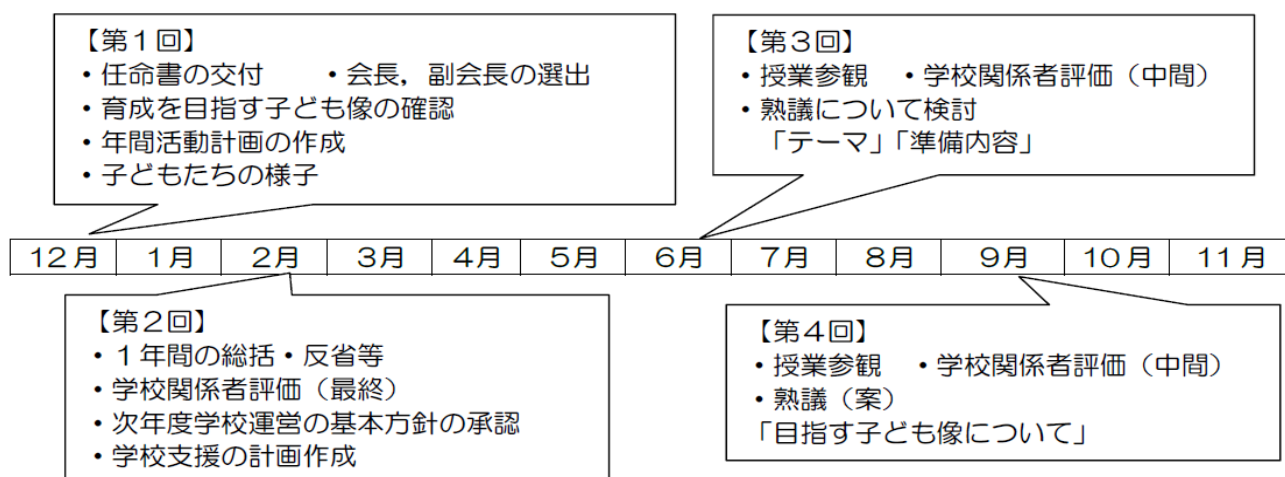 【第１回】
・任命書の交付　　・会長，副会長の選出
・育成を目指す子ども像の確認
・年間活動計画の作成
・子どもたちの様子
【第３回】
・授業参観　・学校関係者評価（中間）
・熟議について検討
「テーマ」「準備内容」
12月　1月　2月　3月　4月　5月　6月　7月　8月　9月　10月　11月
【第２回】
・１年間の総括・反省等
・学校関係者評価（最終）
・次年度学校運営の基本方針の承認
・学校支援の計画作成
【第４回】
・授業参観　・学校関係者評価（中間）
・熟議（案）
「目指す子ども像について」